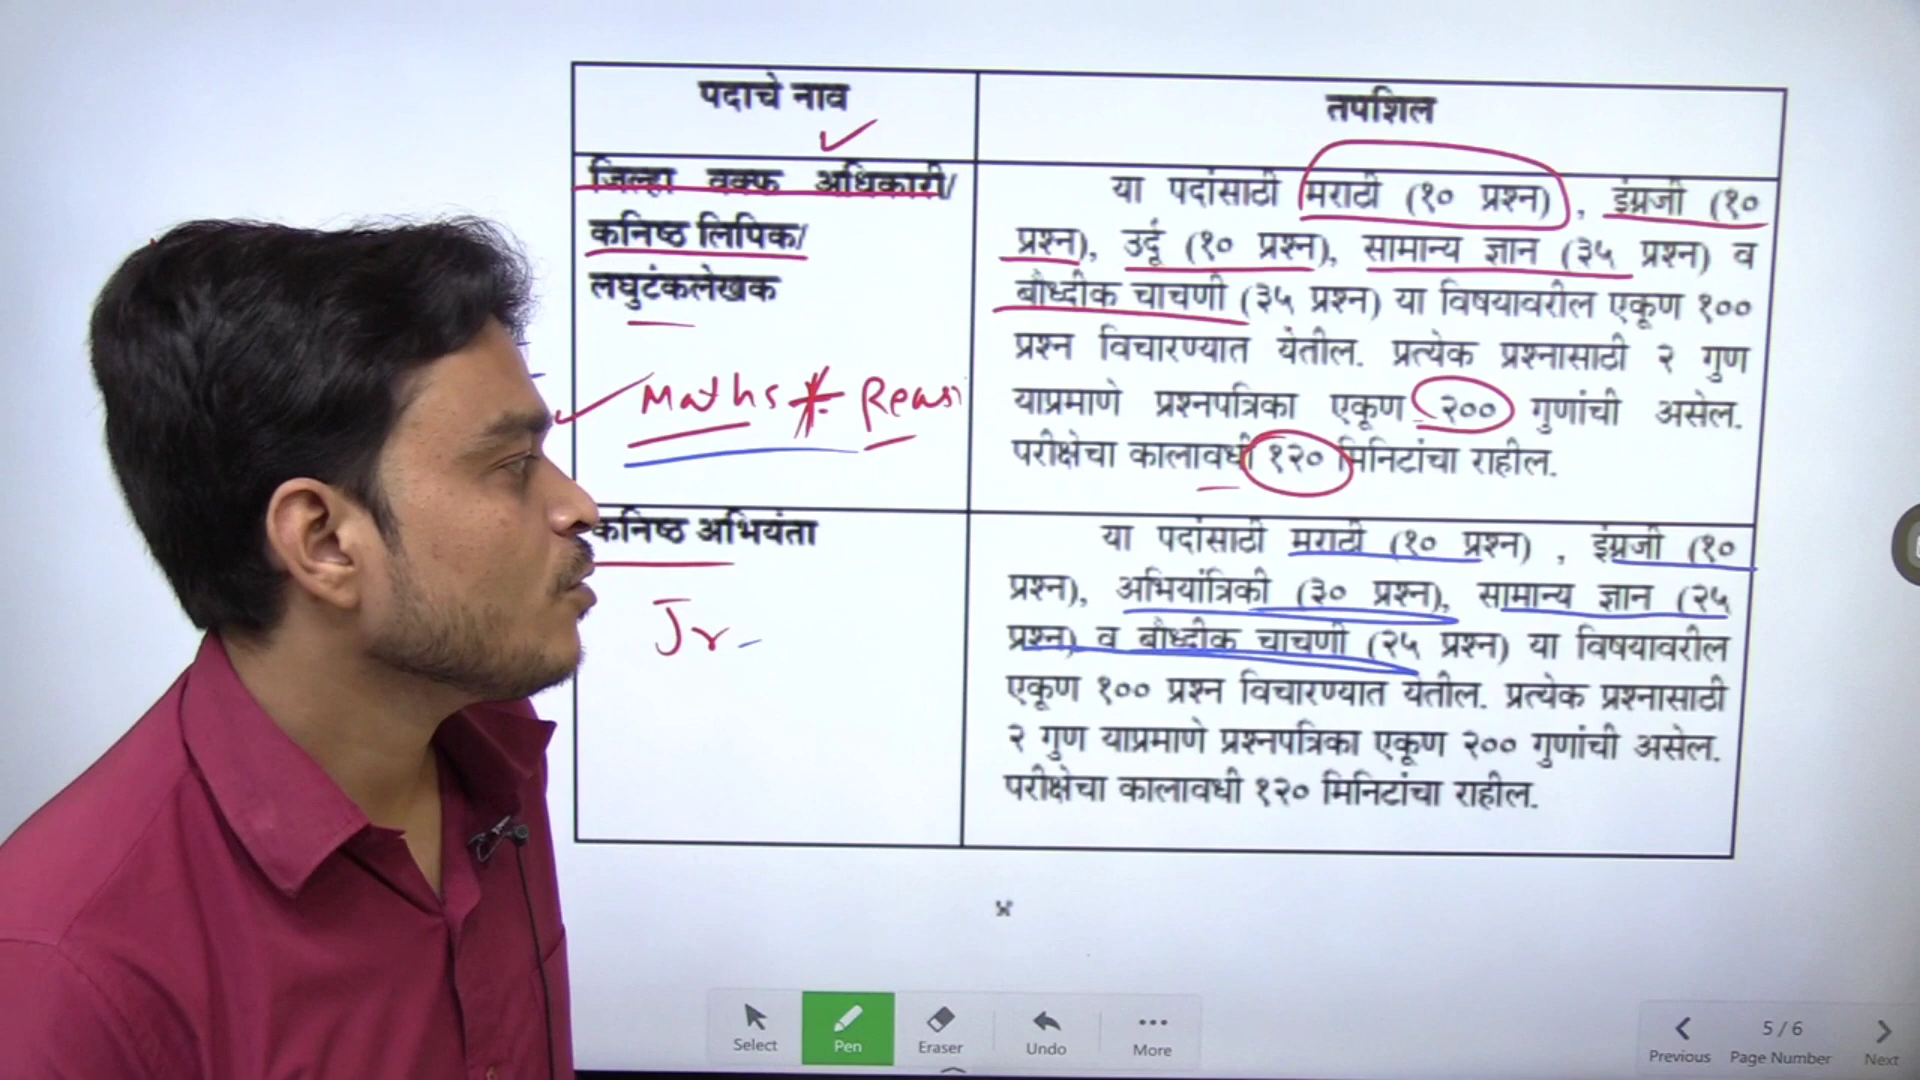 पदाचे नाव
तपशिल
जिल्हा वक्फ अधिकारी/
कनिष्ठ लिपिक/
लघुटंकलेखक
या पदांसाठी मराठी (१० प्रश्न) , इंग्रजी (१०
प्रश्न), उर्दू (१० प्रश्न), सामान्य ज्ञान (३५ प्रश्न) व
बौध्दीक चाचणी (३५ प्रश्न) या विषयावरील एकूण १००
प्रश्न विचारण्यात येतील. प्रत्येक प्रश्नासाठी २ गुण
याप्रमाणे प्रश्नपत्रिका एकूण २०० गुणांची असेल.
परीक्षेचा कालावधी १२० मिनिटांचा राहील.
Maths * Reas
कनिष्ठ अभियंता
Jr
या पदांसाठी मराठी (१० प्रश्न) , इंग्रजी (१०
प्रश्न), अभियांत्रिकी (३० प्रश्न), सामान्य ज्ञान (२५
प्रश्न) व बौध्दीक चाचणी (२५ प्रश्न) या विषयावरील
एकूण १०० प्रश्न विचारण्यात येतील. प्रत्येक प्रश्नासाठी
२ गुण याप्रमाणे प्रश्नपत्रिका एकूण २०० गुणांची असेल.
परीक्षेचा कालावधी १२० मिनिटांचा राहील.
Select Pen Eraser Undo More
5 / 6
Previous Page Number Next